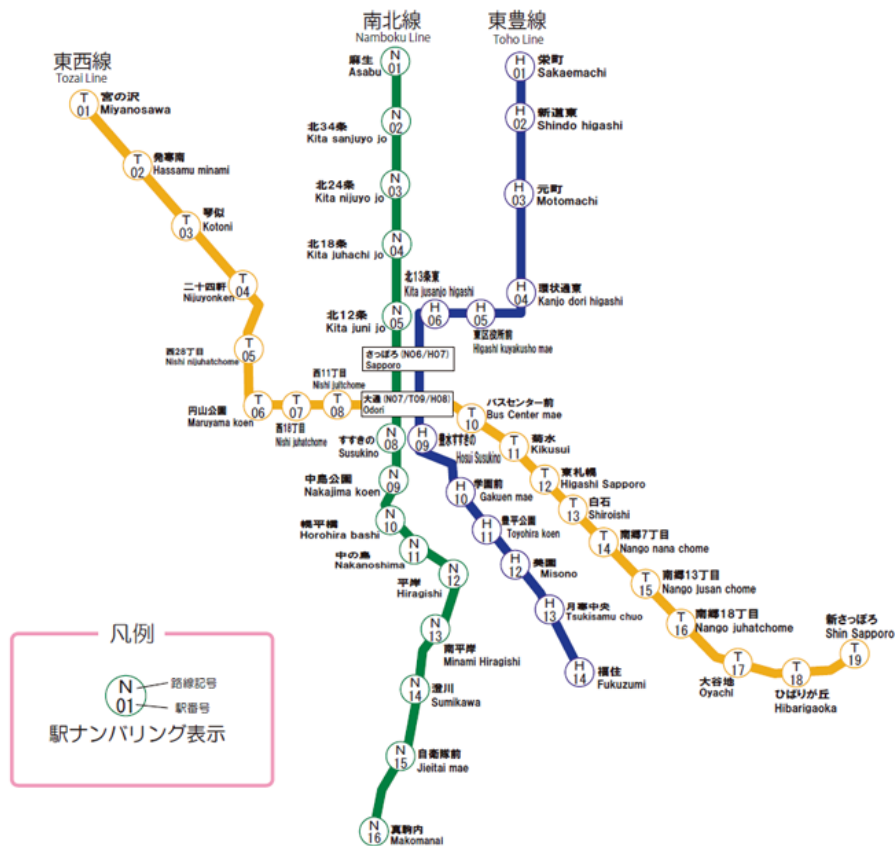 東西線
Tozai Line
T
01
宮の沢
Miyanosawa
T
02
発寒南
Hassamu minami
T
03
琴似
Kotoni
T
04
二十四軒
Nijuyonken
T
05
西28丁目
Nishi nijuhatchome
T
06
円山公園
Maruyama koen
T
07
西18丁目
Nishi juhatchome
T
08
西11丁目
Nishi juitchome
南北線
Namboku Line
N
01
麻生
Asabu
N
02
北34条
Kita sanjuyo jo
N
03
北24条
Kita nijuyo jo
N
04
北18条
Kita juhachi jo
N
05
北12条
Kita juni jo
さっぽろ(N06/H07)
Sapporo
大通(N07/T09/H08)
Odori
N
08
すすきの
Susukino
N
09
中島公園
Nakajima koen
N
10
幌平橋
Horohira bashi
N
11
中の島
Nakanoshima
N
12
平岸
Hiragishi
N
13
南平岸
Minami Hiragishi
N
14
澄川
Sumikawa
N
15
自衛隊前
Jieitai mae
N
16
真駒内
Makomanai
東豊線
Toho Line
H
01
栄町
Sakaemachi
H
02
新道東
Shindo higashi
H
03
元町
Motomachi
H
04
環状通東
Kanjo dori higashi
H
05
東区役所前
Higashi kuyakusho mae
H
06
北13条東
Kita jusanjo higashi
H
09
豊水すすきの
Hosui Susukino
H
10
学園前
Gakuen mae
H
11
豊平公園
Toyohira koen
H
12
美園
Misono
H
13
月寒中央
Tsukisamu chuo
H
14
福住
Fukuzumi
T
10
バスセンター前
Bus Center mae
T
11
菊水
Kikusui
T
12
東札幌
Higashi Sapporo
T
13
白石
Shiroishi
T
14
南郷7丁目
Nango nana chome
T
15
南郷13丁目
Nango jusan chome
T
16
南郷18丁目
Nango juhatchome
T
17
大谷地
Oyachi
T
18
ひばりが丘
Hibarigaoka
T
19
新さっぽろ
Shin Sapporo
凡例
N
01
路線記号
駅番号
駅ナンバリング表示